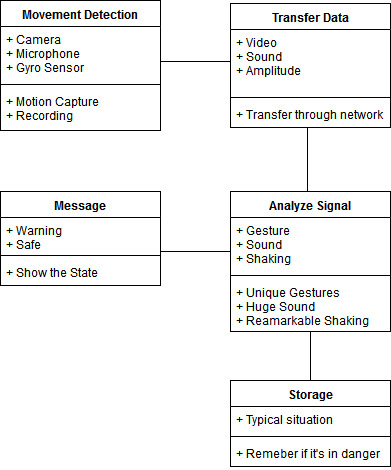 Movement Detection
+ Camera
+ Microphone
+ Gyro Sensor
+ Motion Capture
+ Recording
Transfer Data
+ Video
+ Sound
+ Amplitude
+ Transfer through network
Message
+ Warning
+ Safe
+ Show the State
Analyze Signal
+ Gesture
+ Sound
+ Shaking
+ Unique Gestures
+ Huge Sound
+ Reamarkable Shaking
Storage
+ Typical situation
+ Remeber if it's in danger